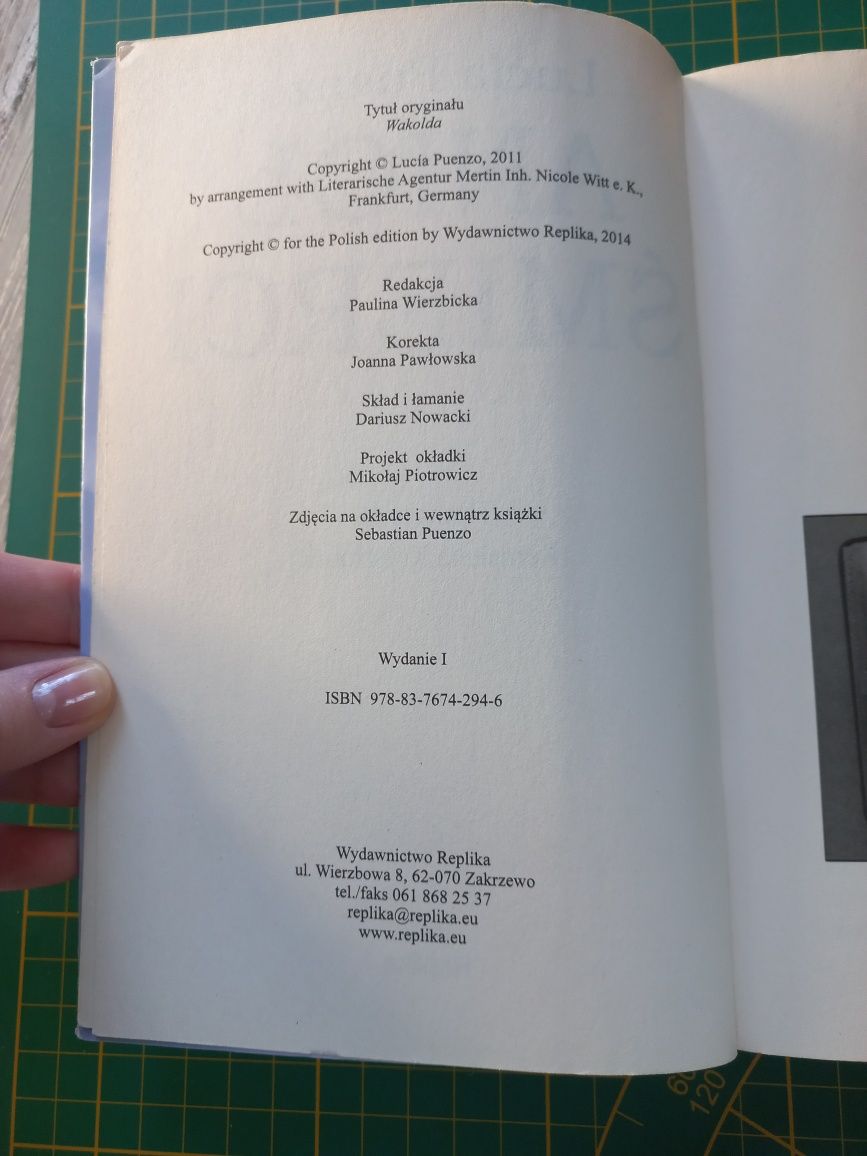 Tytuł oryginału
Wakolda
Copyright © Lucía Puenzo, 2011
by arrangement with Literarische Agentur Mertin Inh. Nicole Witt e. K.,
Frankfurt, Germany
Copyright © for the Polish edition by Wydawnictwo Replika, 2014
Redakcja
Paulina Wierzbicka
Korekta
Joanna Pawłowska
Skład i łamanie
Dariusz Nowacki
Projekt okładki
Mikołaj Piotrowicz
Zdjęcia na okładce i wewnątrz książki
Sebastian Puenzo
Wydanie I
ISBN 978-83-7674-294-6
Wydawnictwo Replika
ul. Wierzbowa 8, 62-070 Zakrzewo
tel./faks 061 868 25 37
replika@replika.eu
www.replika.eu
120